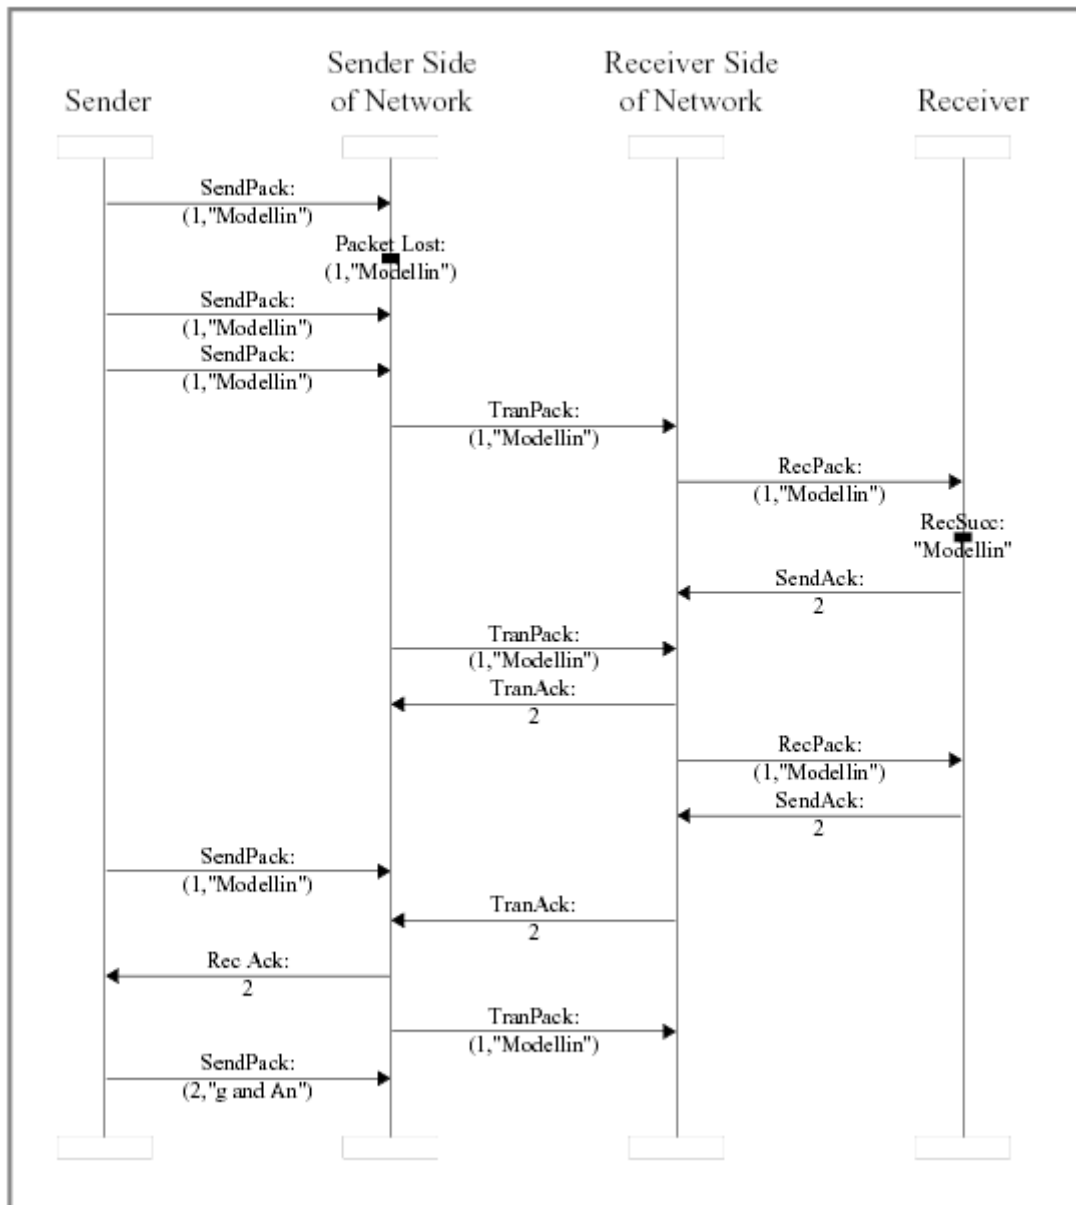 Sender Side
of Network
Receiver Side
of Network
Sender
Receiver
SendPack:
(1,"Modellin")
Packet Lost:
(1,"Modellin")
SendPack:
(1,"Modellin")
SendPack:
(1,"Modellin")
TranPack:
(1,"Modellin")
RecPack:
(1,"Modellin")
RecSucc:
"Modellin"
SendAck:
2
TranPack:
(1,"Modellin")
TranAck:
2
RecPack:
(1,"Modellin")
SendAck:
2
SendPack:
(1,"Modellin")
TranAck:
2
Rec Ack:
2
TranPack:
(1,"Modellin")
SendPack:
(2,"g and An")